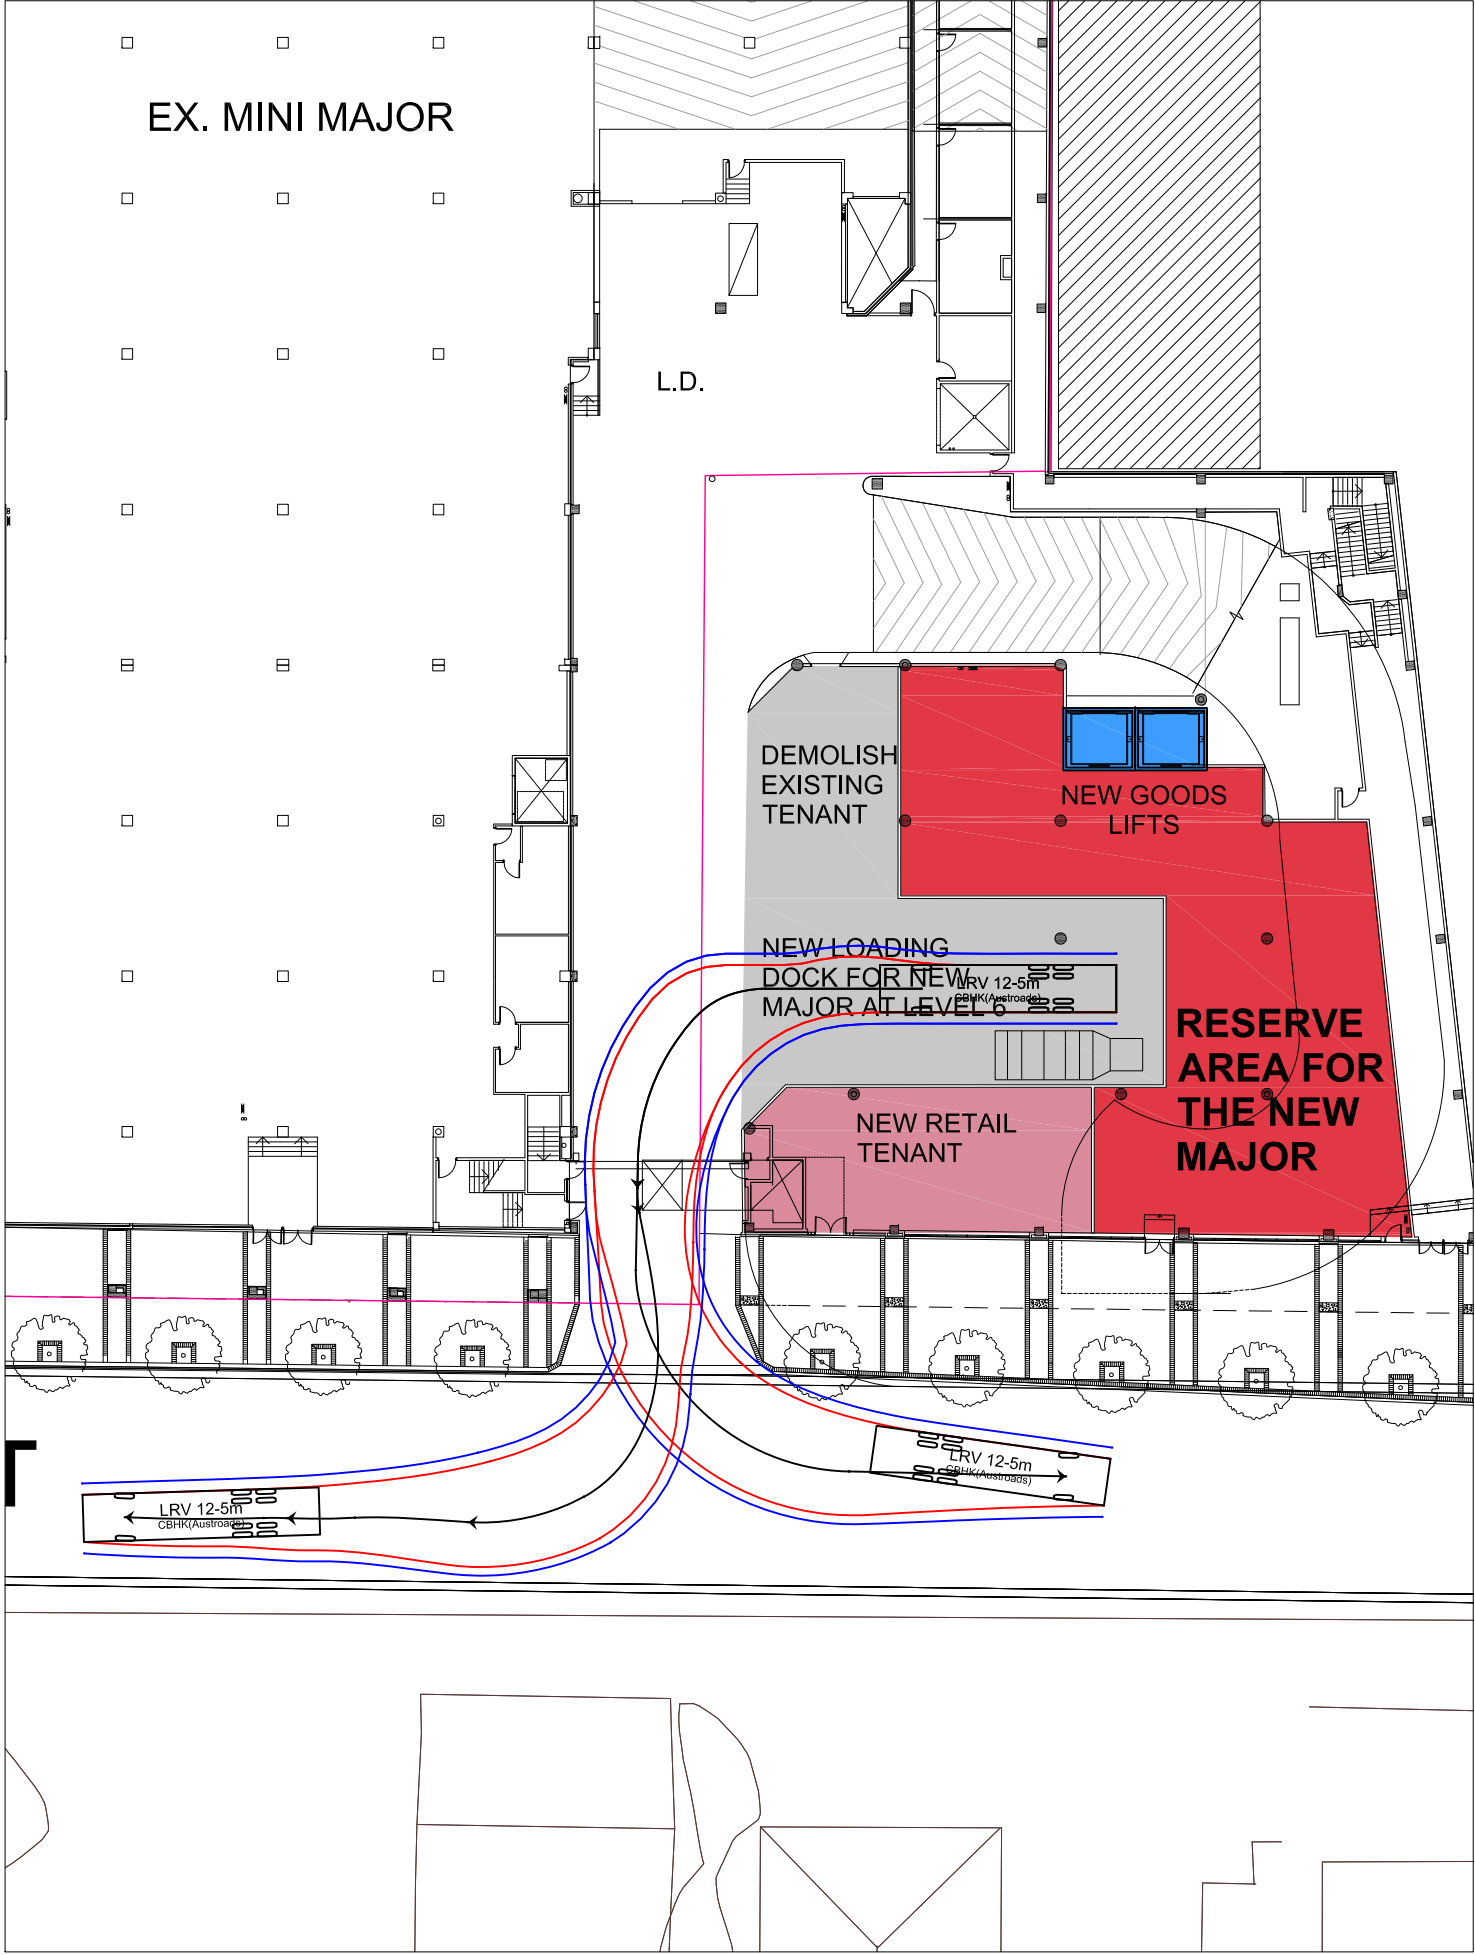 EX. MINI MAJOR
L.D.
DEMOLISH
EXISTING
TENANT
NEW GOODS
LIFTS
NEW LOADING
DOCK FOR NEW
MAJOR AT LEVEL 6
LRV 12-5m
CBHK(Austroads)
RESERVE
AREA FOR
THE NEW
MAJOR
NEW RETAIL
TENANT
T
LRV 12-5m
CBHK(Austroads)
LRV 12-5m
CBHK(Austroads)